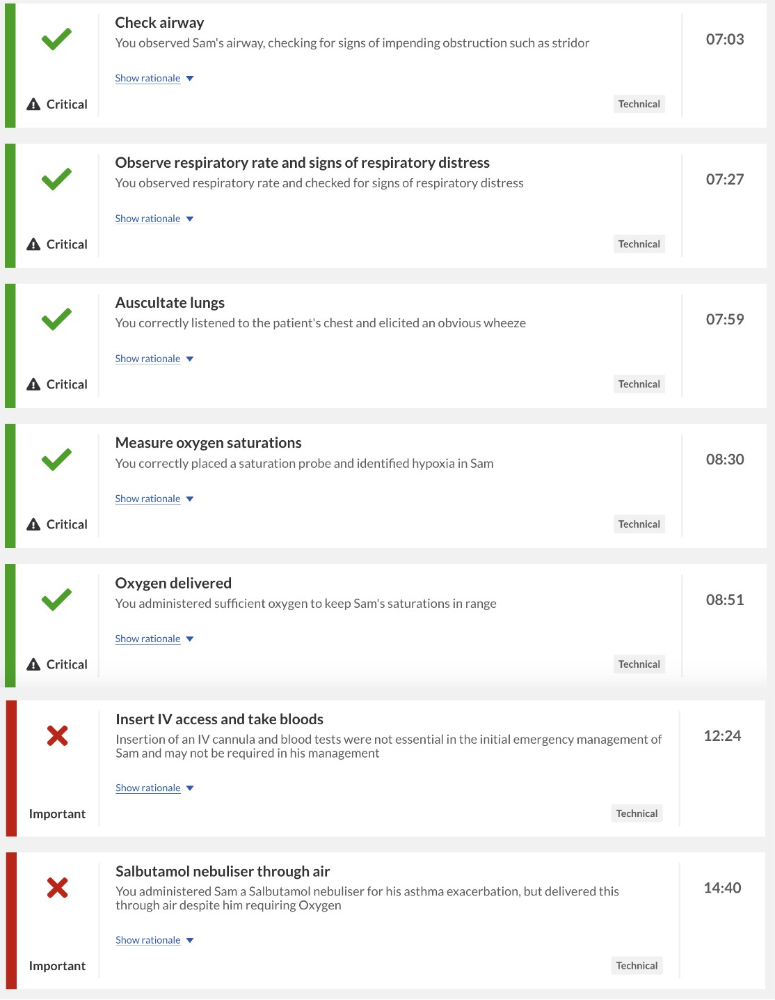 Check airway
07:03
You observed Sam's airway, checking for signs of impending obstruction such as stridor
Show rationale
Critical
Technical
Observe respiratory rate and signs of respiratory distress
07:27
You observed respiratory rate and checked for signs of respiratory distress
Show rationale
Critical
Technical
Auscultate lungs
07:59
You correctly listened to the patient's chest and elicited an obvious wheeze
Show rationale
Critical
Technical
Measure oxygen saturations
08:30
You correctly placed a saturation probe and identified hypoxia in Sam
Show rationale
Critical
Technical
Oxygen delivered
08:51
You administered sufficient oxygen to keep Sam's saturations in range
Show rationale
Critical
Technical
Insert IV access and take bloods
12:24
Insertion of an IV cannula and blood tests were not essential in the initial emergency management of
Sam and may not be required in his management
Show rationale
Important
Technical
Salbutamol nebuliser through air
14:40
You administered Sam a Salbutamol nebuliser for his asthma exacerbation, but delivered this
through air despite him requiring Oxygen
Show rationale
Important
Technical